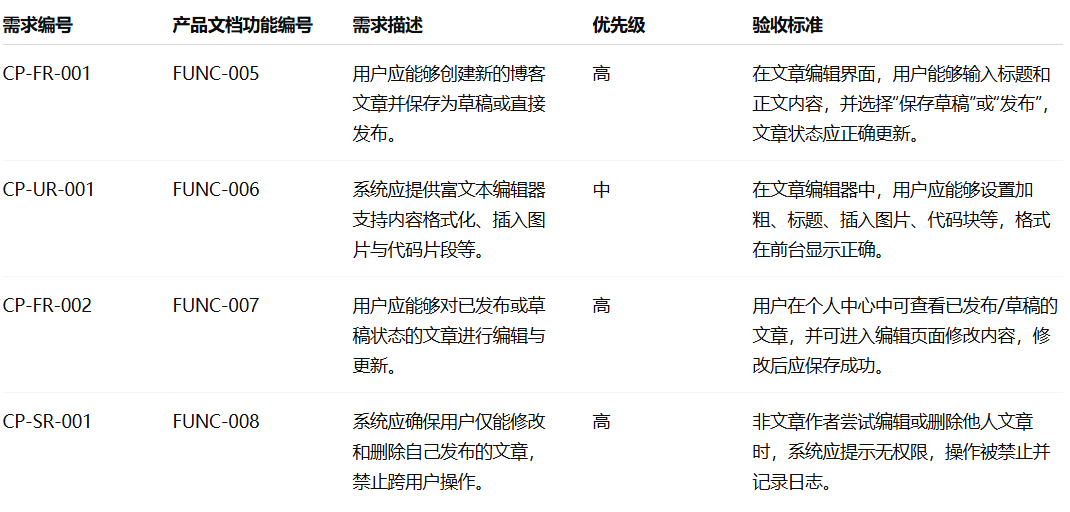 需求编号 产品文档功能编号 需求描述 优先级 验收标准
CP-FR-001 FUNC-005 用户应能够创建新的博客 高 在文章编辑界面，用户能够输入标题和
文章并保存为草稿或直接 正文内容，并选择“保存草稿”或“发布”，
发布。 文章状态应正确更新。
CP-UR-001 FUNC-006 系统应提供富文本编辑器 中 在文章编辑器中，用户应能够设置加
支持内容格式化、插入图 粗、标题、插入图片、代码块等，格式
片与代码片段等。 在前台显示正确。
CP-FR-002 FUNC-007 用户应能够对已发布或草 高 用户在个人中心中可查看已发布/草稿的
稿状态的文章进行编辑与 文章，并可进入编辑页面修改内容，修
更新。 改后应保存成功。
CP-SR-001 FUNC-008 系统应确保用户仅能修改 高 非文章作者尝试编辑或删除他人文章
和删除自己发布的文章， 时，系统应提示无权限，操作被禁止并
禁止跨用户操作。 记录日志。